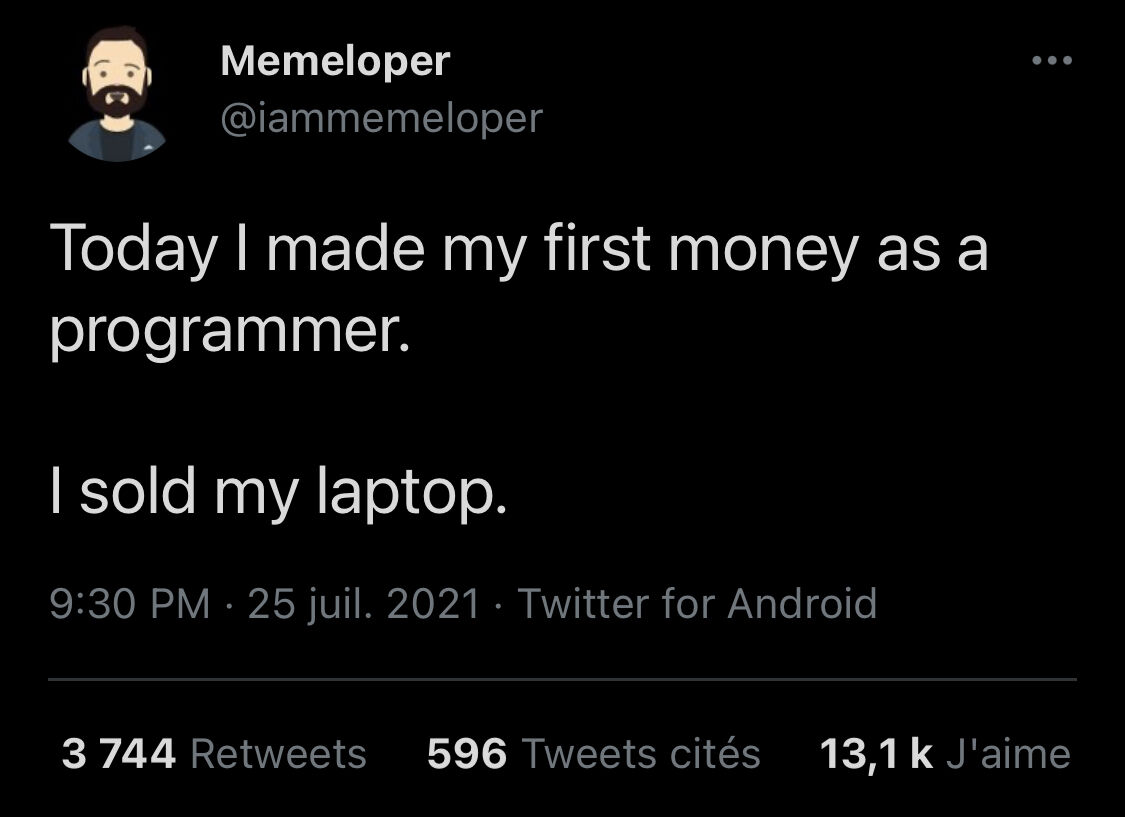 Memeloper
@iammemeloper
Today I made my first money as a
programmer.
I sold my laptop.
9:30 PM · 25 juil. 2021 · Twitter for Android
3 744 Retweets 596 Tweets cités 13,1 k J'aime